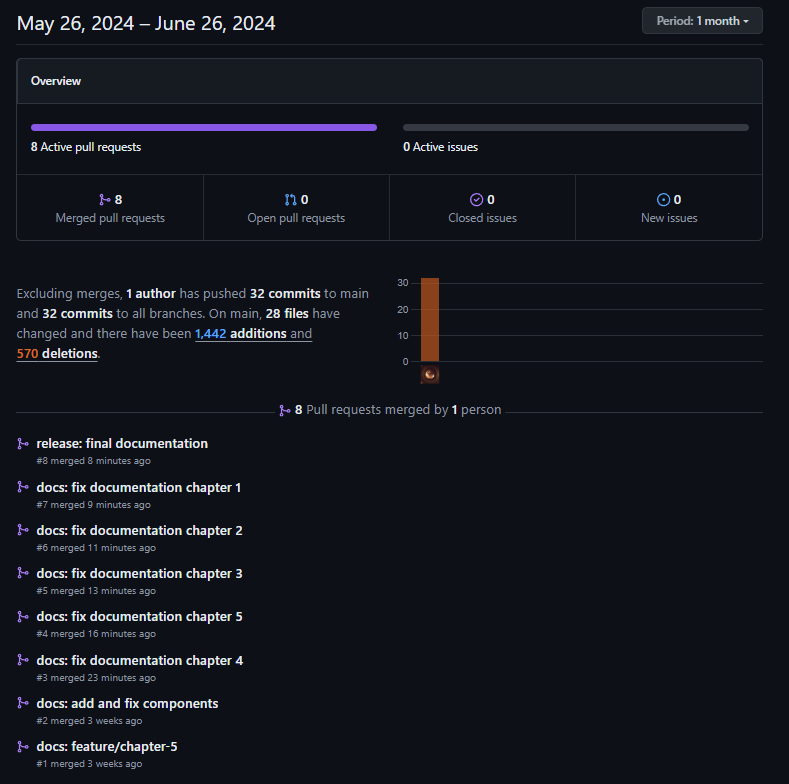 May 26, 2024 – June 26, 2024
Period: 1 month
Overview
8 Active pull requests
0 Active issues
8
Merged pull requests
0
Open pull requests
0
Closed issues
0
New issues
Excluding merges, 1 author has pushed 32 commits to main
and 32 commits to all branches. On main, 28 files have
changed and there have been 1,442 additions and
570 deletions.
30
20
10
0
8 Pull requests merged by 1 person
release: final documentation
#8 merged 8 minutes ago
docs: fix documentation chapter 1
#7 merged 9 minutes ago
docs: fix documentation chapter 2
#6 merged 11 minutes ago
docs: fix documentation chapter 3
#5 merged 13 minutes ago
docs: fix documentation chapter 5
#4 merged 16 minutes ago
docs: fix documentation chapter 4
#3 merged 23 minutes ago
docs: add and fix components
#2 merged 3 weeks ago
docs: feature/chapter-5
#1 merged 3 weeks ago